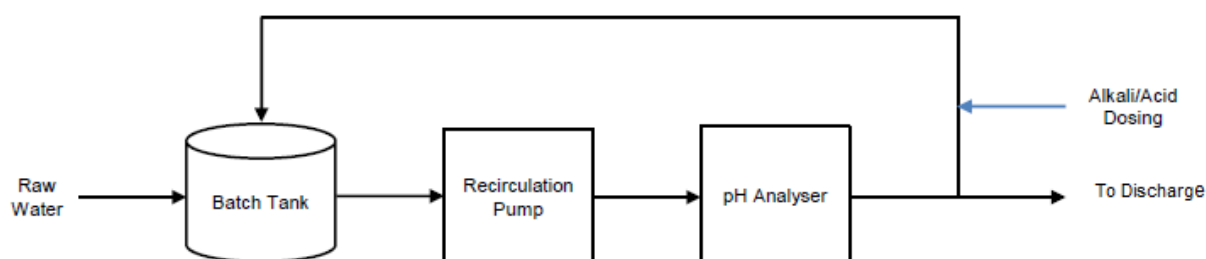 Alkali/Acid
Dosing
Raw
Water
Batch Tank
Recirculation
Pump
pH Analyser
To Discharge